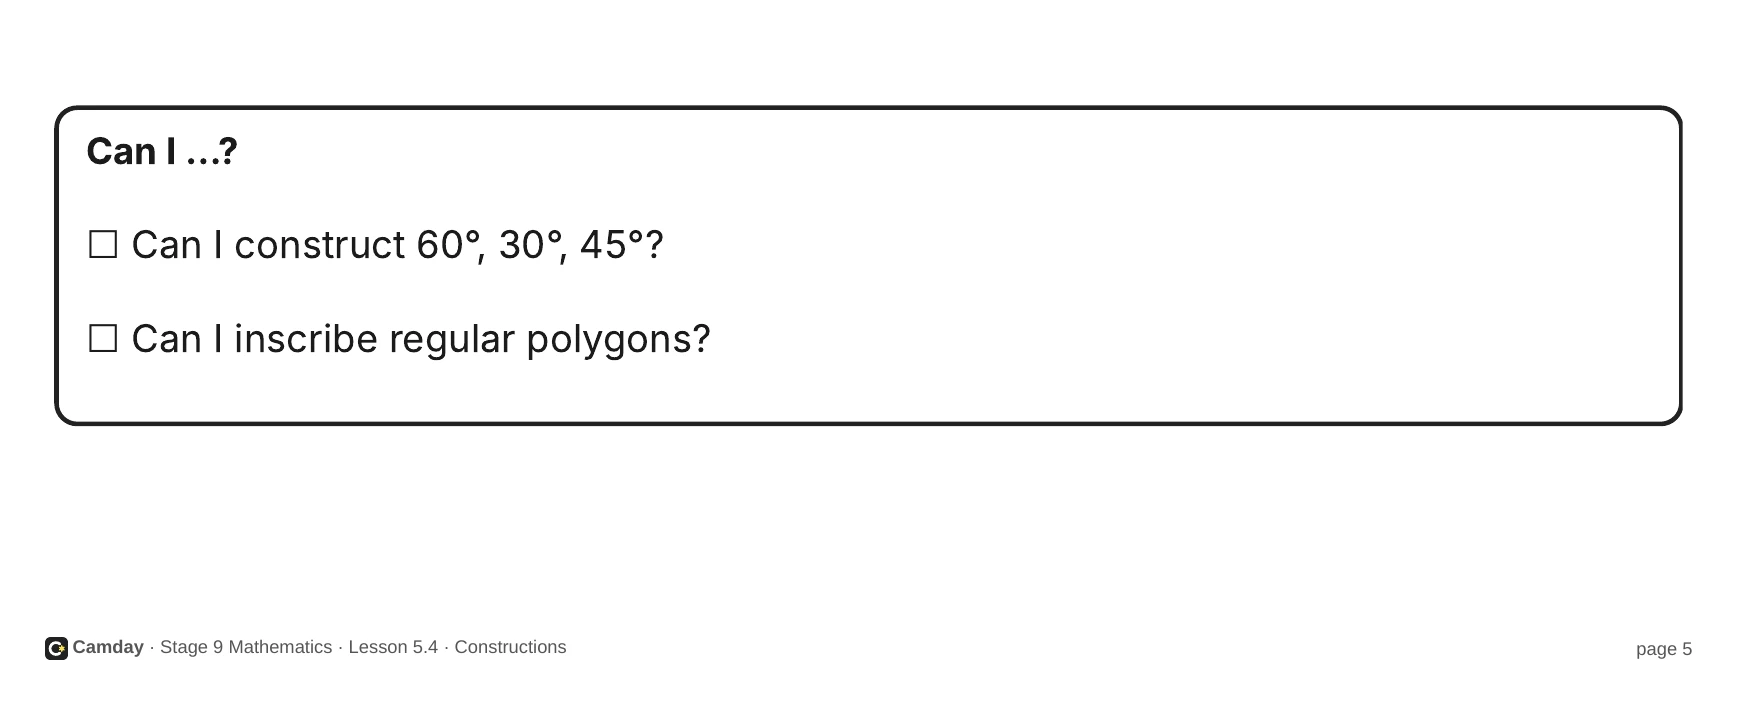 Can I …?
☐ Can I construct 60°, 30°, 45°?
☐ Can I inscribe regular polygons?
Camday · Stage 9 Mathematics · Lesson 5.4 · Constructions
page 5